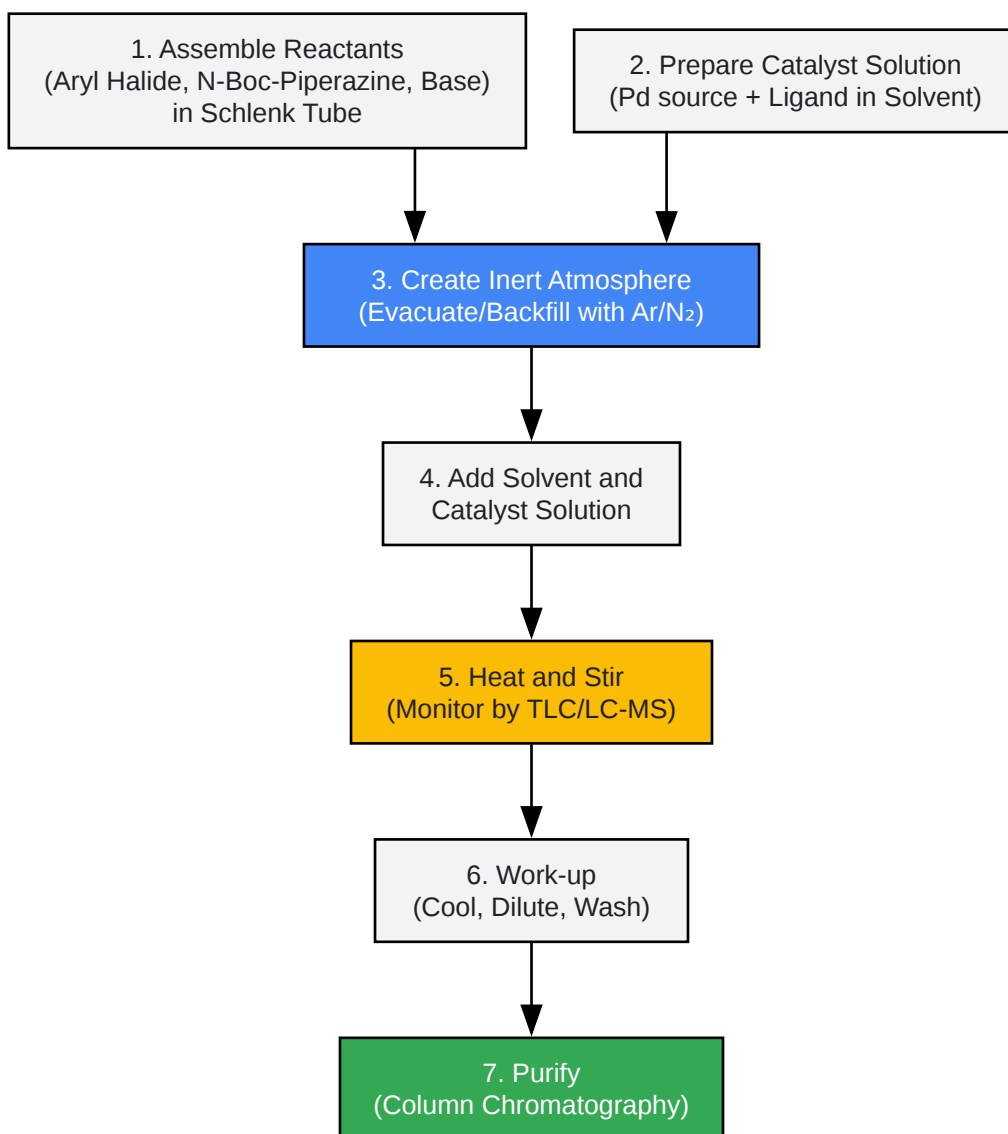 1. Assemble Reactants
(Aryl Halide, N-Boc-Piperazine, Base)
in Schlenk Tube
2. Prepare Catalyst Solution
(Pd source + Ligand in Solvent)
3. Create Inert Atmosphere
(Evacuate/Backfill with Ar/N₂)
4. Add Solvent and
Catalyst Solution
5. Heat and Stir
(Monitor by TLC/LC-MS)
6. Work-up
(Cool, Dilute, Wash)
7. Purify
(Column Chromatography)